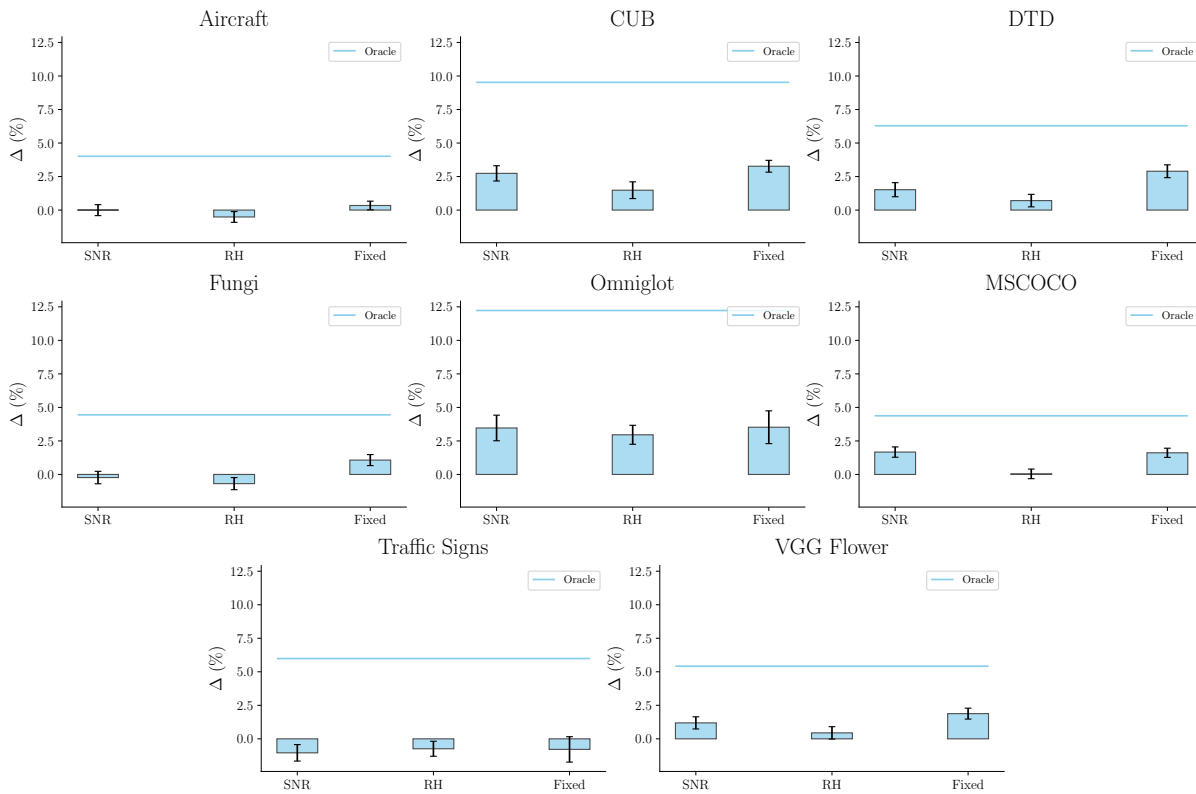 Aircraft
12.5
10.0
7.5
5.0
2.5
0.0
Δ (%)
Oracle
SNR RH Fixed
CUB
12.5
10.0
7.5
5.0
2.5
0.0
Δ (%)
Oracle
SNR RH Fixed
DTD
12.5
10.0
7.5
5.0
2.5
0.0
Δ (%)
Oracle
SNR RH Fixed
Fungi
12.5
10.0
7.5
5.0
2.5
0.0
Δ (%)
Oracle
SNR RH Fixed
Omniglot
12.5
10.0
7.5
5.0
2.5
0.0
Δ (%)
Oracle
SNR RH Fixed
MSCOCO
12.5
10.0
7.5
5.0
2.5
0.0
Δ (%)
Oracle
SNR RH Fixed
Traffic Signs
12.5
10.0
7.5
5.0
2.5
0.0
Δ (%)
Oracle
SNR RH Fixed
VGG Flower
12.5
10.0
7.5
5.0
2.5
0.0
Δ (%)
Oracle
SNR RH Fixed